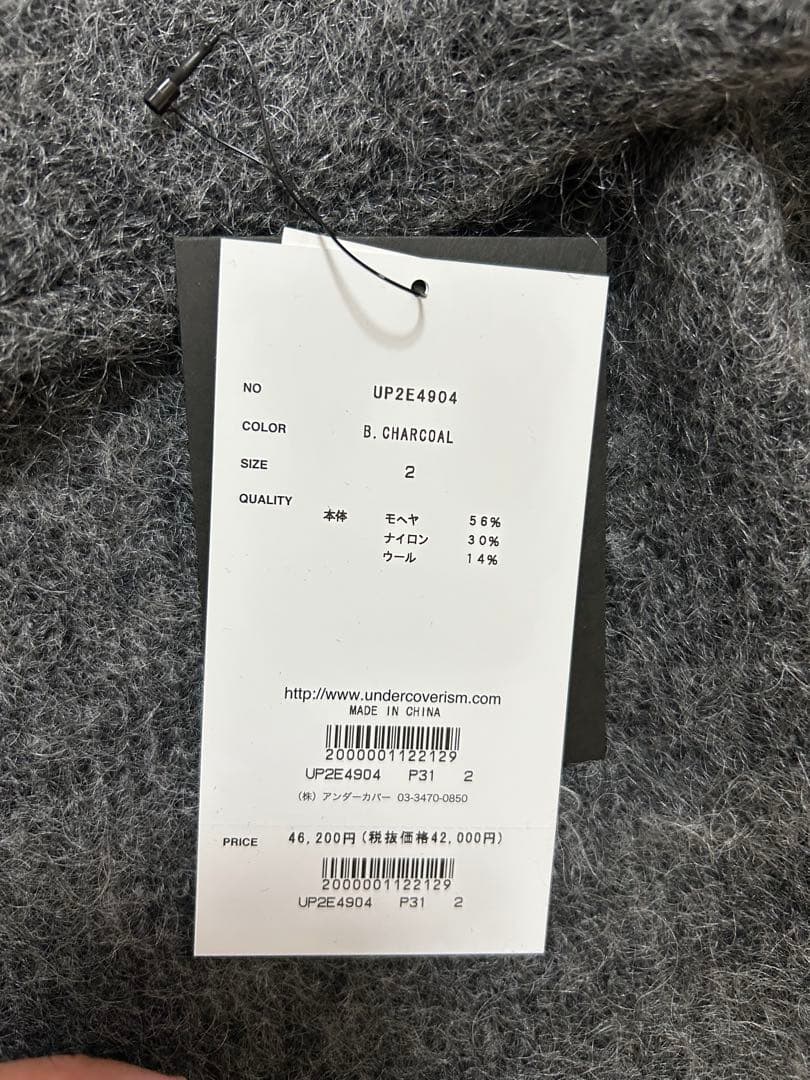 NO UP2E4904
COLOR B. CHARCOAL
SIZE 2
QUALITY
本体 モヘヤ 56%
ナイロン 30%
ウール 14%
http://www.undercoverism.com
MADE IN CHINA
2000001122129
UP2E4904 P31 2
(株) アンダーカバー 03-3470-0850
PRICE 46,200円(税抜価格42,000円)
2000001122129
UP2E4904 P31 2